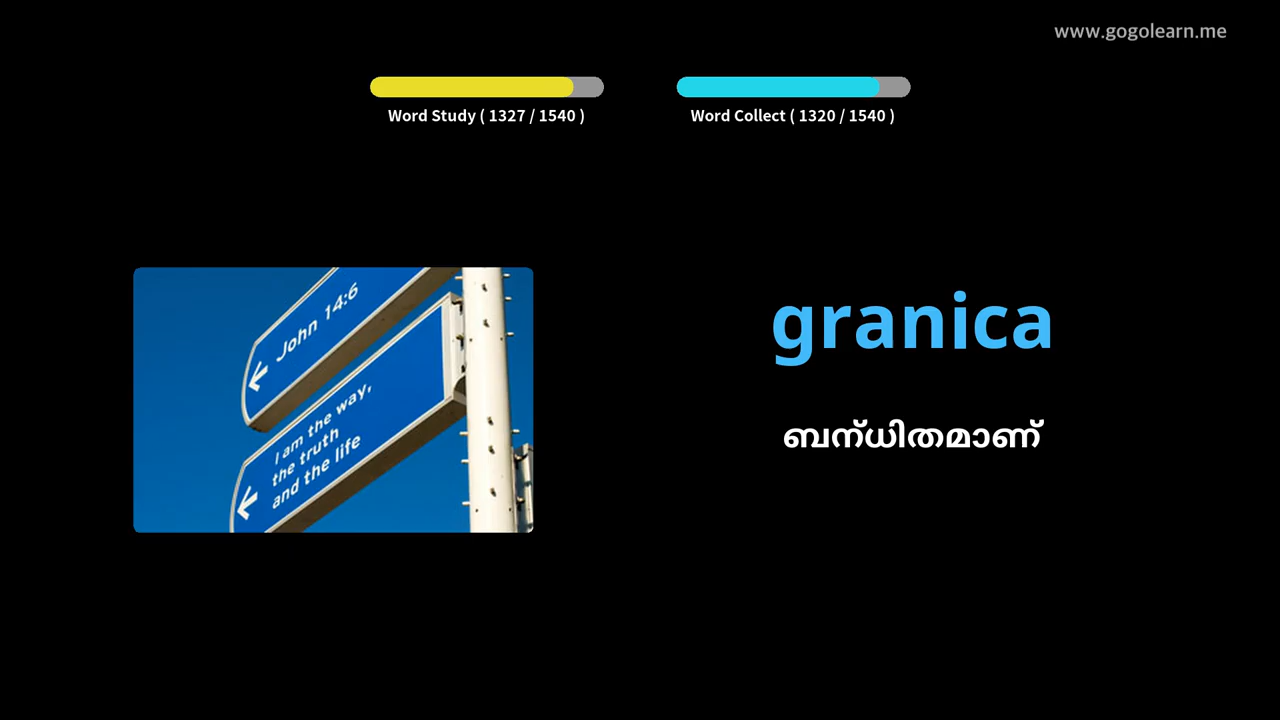 www.gogolearn.me
Word Study ( 1327 / 1540 )
Word Collect ( 1320 / 1540 )
John 14:6
I am the way,
the truth
and the life
granica
ബന്ധിതമാണ്